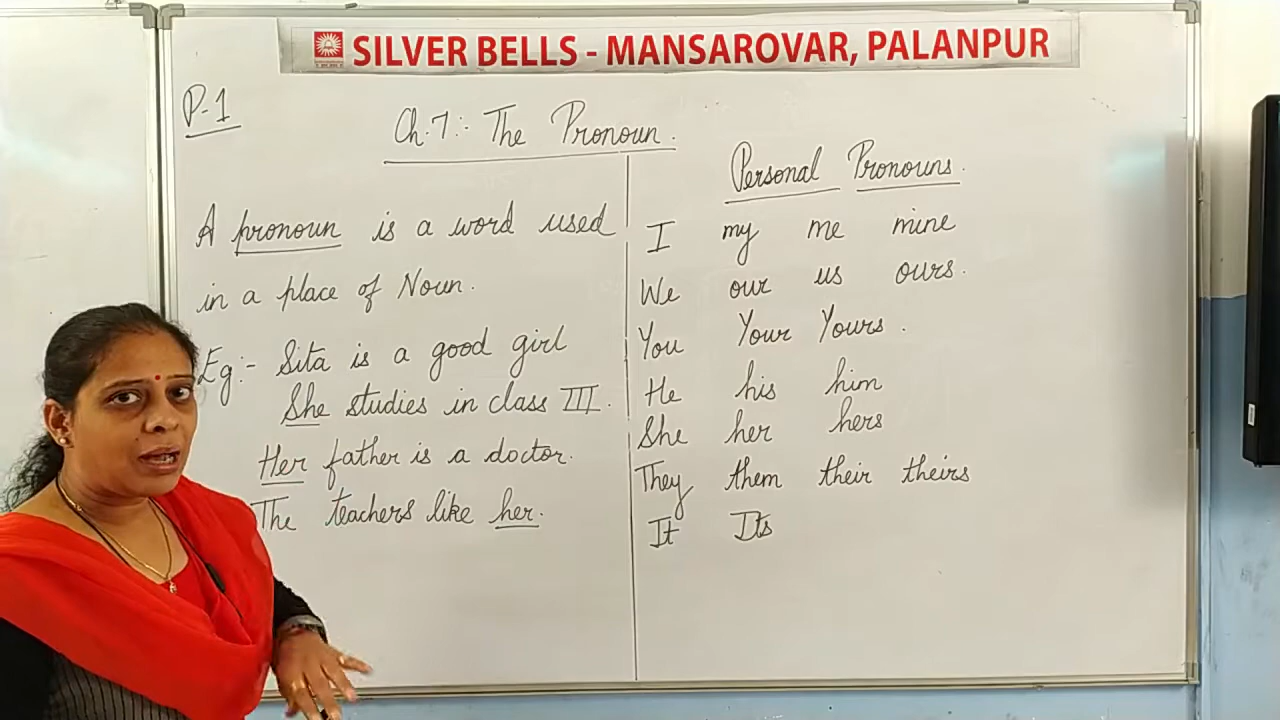 SILVER BELLS - MANSAROVAR, PALANPUR
P-1
Ch.7:- The Pronoun.
A pronoun is a word used
in a place of Noun.
Eg:- Sita is a good girl
She studies in class III.
Her father is a doctor.
The teachers like her.
Personal Pronouns.
I my me mine
We our us ours.
You Your Yours.
He his him
She her hers
They them their theirs
It Its